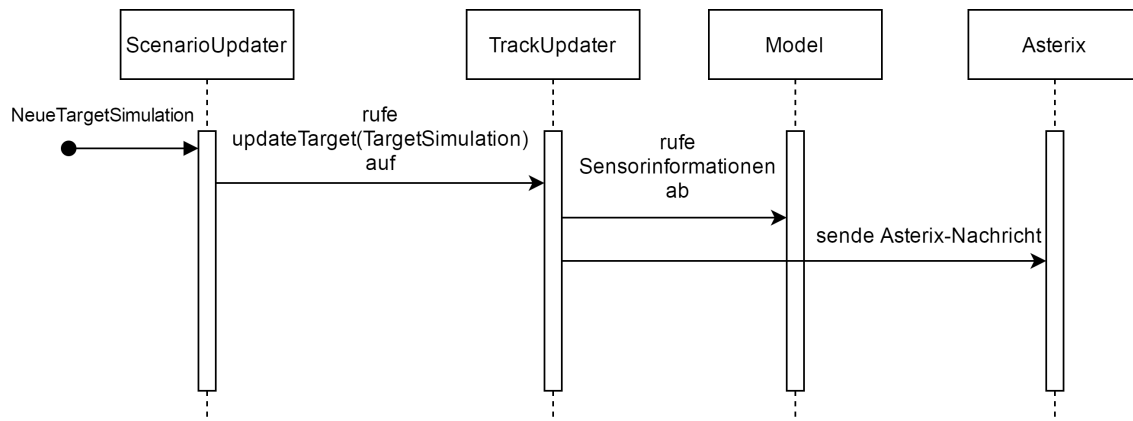 ScenarioUpdater
TrackUpdater
Model
Asterix
NeueTargetSimulation
rufe
updateTarget(TargetSimulation)
auf
rufe
Sensorinformationen
ab
sende Asterix-Nachricht